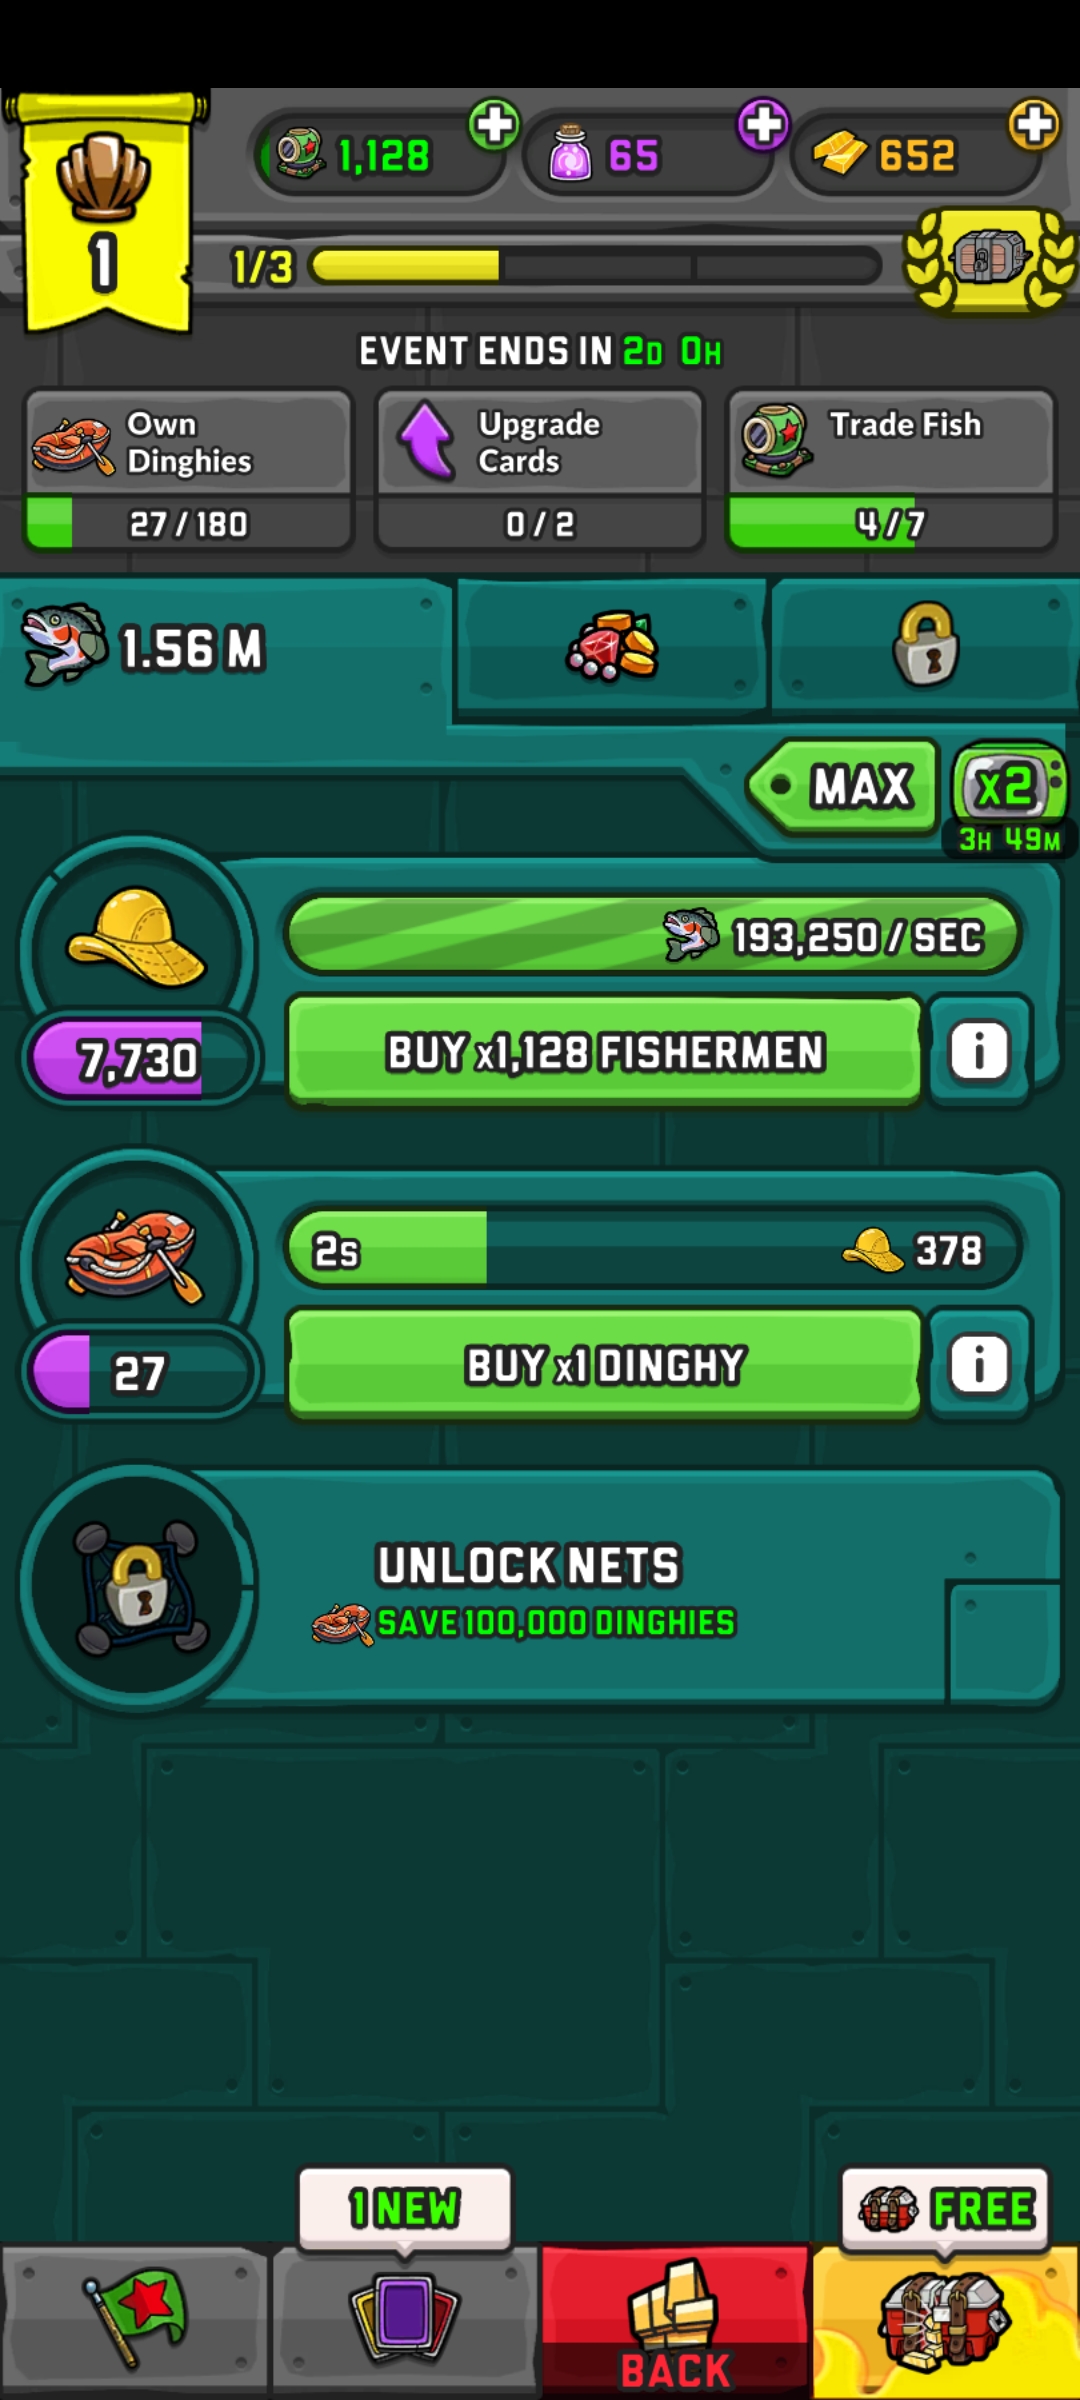 1,128
65
652
1
1/3
EVENT ENDS IN 2D 0H
Own
Dinghies
27 / 180
Upgrade
Cards
0 / 2
Trade Fish
4 / 7
1.56 M
MAX
x2
3H 49M
193,250 / SEC
7,730
BUY x1,128 FISHERMEN
i
2s
378
27
BUY x1 DINGHY
i
UNLOCK NETS
SAVE 100,000 DINGHIES
1 NEW
FREE
BACK